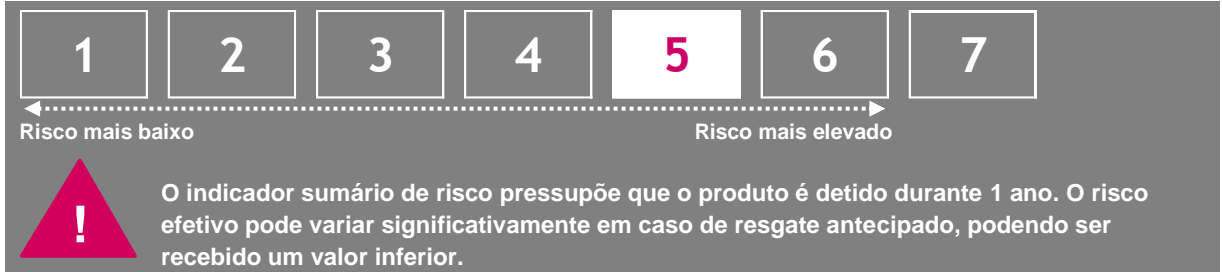 1 2 3 4 5 6 7
Risco mais baixo Risco mais elevado
! O indicador sumário de risco pressupõe que o produto é detido durante 1 ano. O risco
efetivo pode variar significativamente em caso de resgate antecipado, podendo ser
recebido um valor inferior.